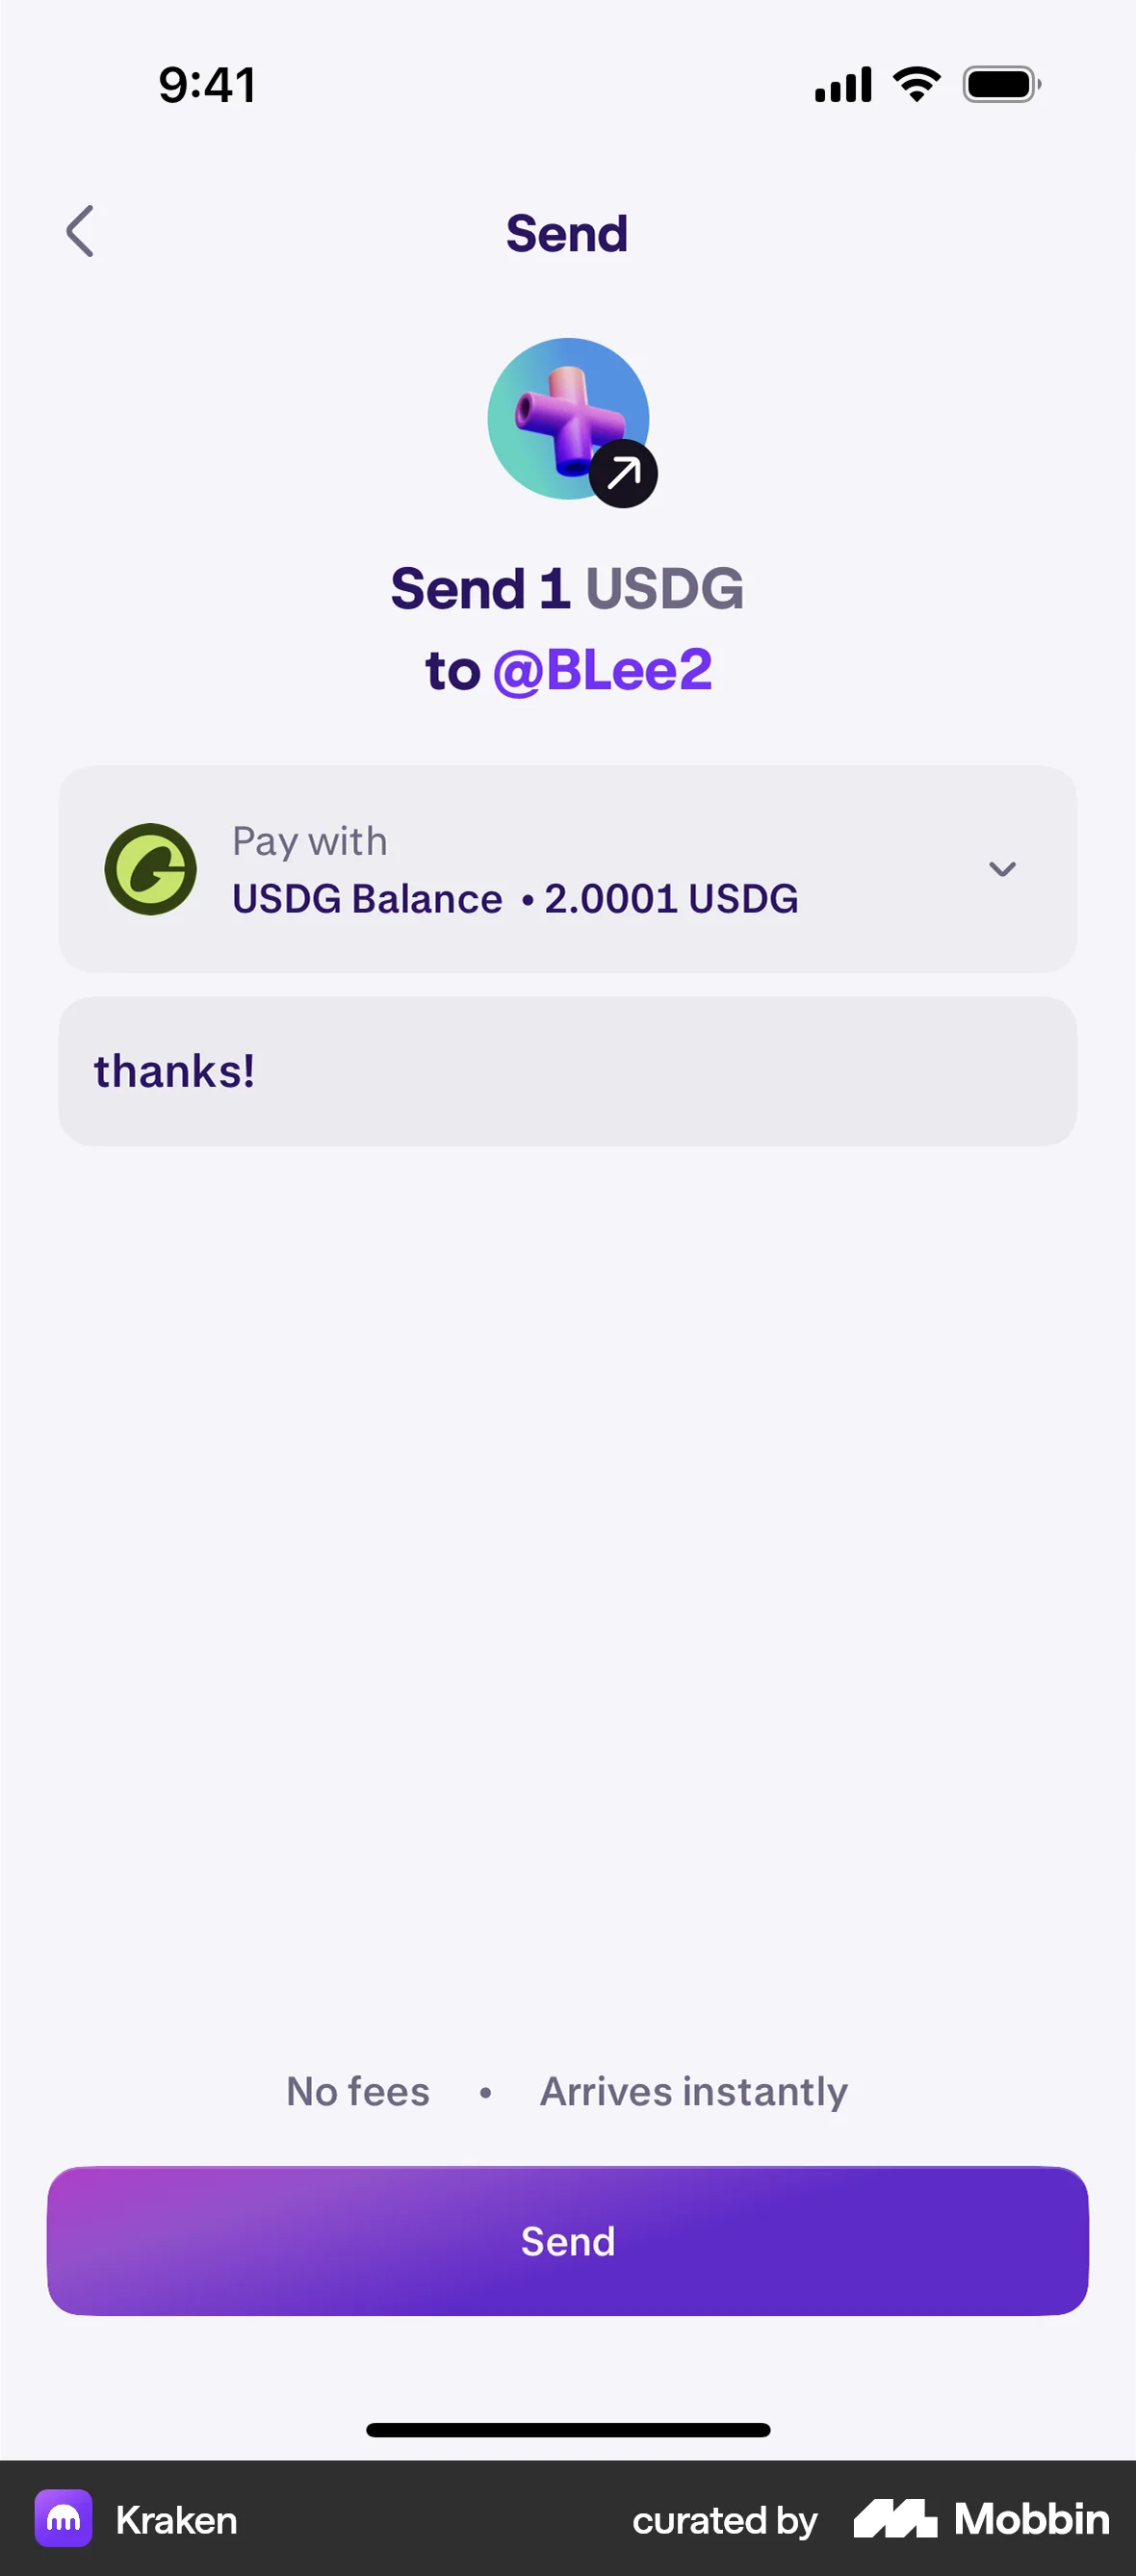 9:41
Send
Send 1 USDG
to @BLee2
Pay with
USDG Balance • 2.0001 USDG
thanks!
No fees • Arrives instantly
Send
Kraken
curated by Mobbin